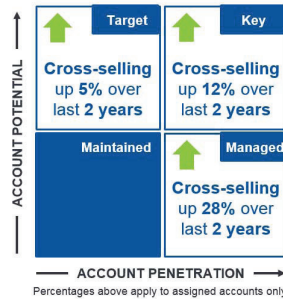 ACCOUNT POTENTIAL
Target
Cross-selling
up 5% over
last 2 years
Key
Cross-selling
up 12% over
last 2 years
Maintained
Managed
Cross-selling
up 28% over
last 2 years
ACCOUNT PENETRATION
Percentages above apply to assigned accounts only